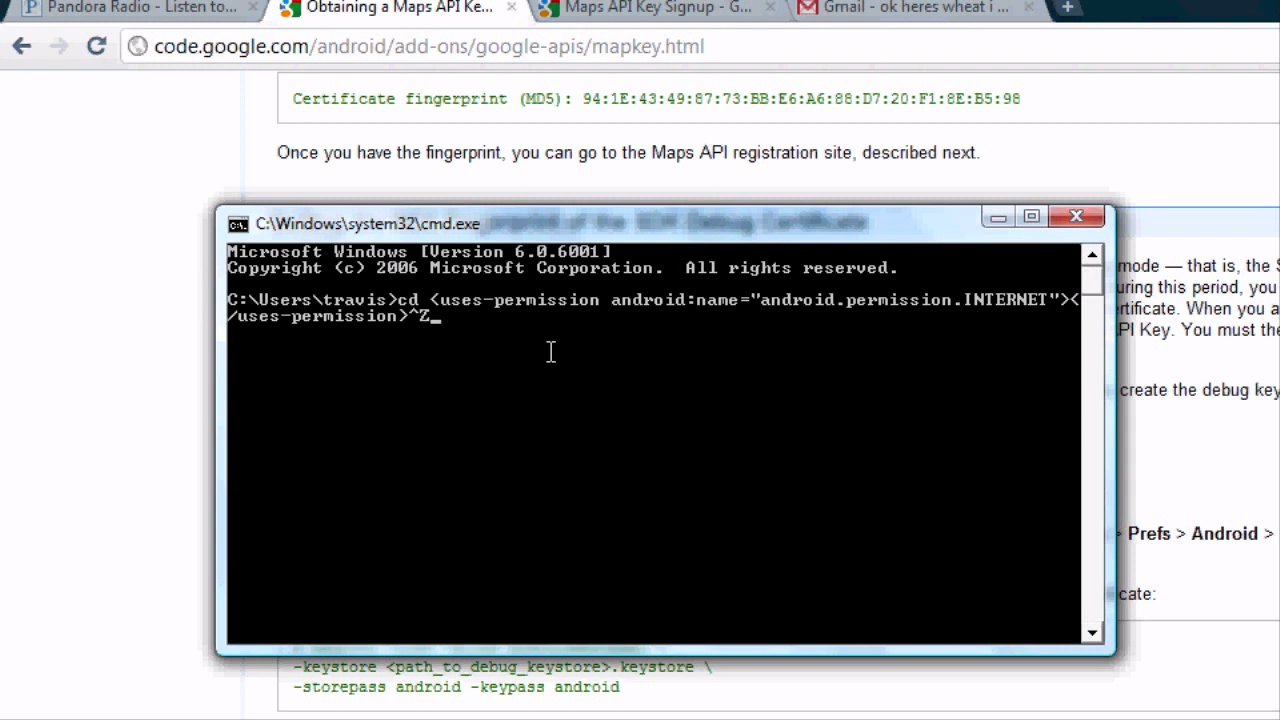 Pandora Radio - Listen to...
Obtaining a Maps API Ke...
Maps API Key Signup - G...
Gmail - ok heres wheat i ...
code.google.com/android/add-ons/google-apis/mapkey.html
Certificate fingerprint (MD5): 94:1E:43:49:87:73:BB:E6:A6:88:D7:20:F1:8E:B5:98
Once you have the fingerprint, you can go to the Maps API registration site, described next.
C:\Windows\system32\cmd.exe
of the SDK Debug Certificate
Microsoft Windows [Version 6.0.6001]
Copyright (c) 2006 Microsoft Corporation.  All rights reserved.
C:\Users\travis>cd <uses-permission android:name="android.permission.INTERNET"><
/uses-permission>^Z_
mode — that is, the S
uring this period, you
rtificate. When you a
PI Key. You must the
create the debug key
> Prefs > Android >
cate:
-keystore <path_to_debug_keystore>.keystore \
-storepass android -keypass android